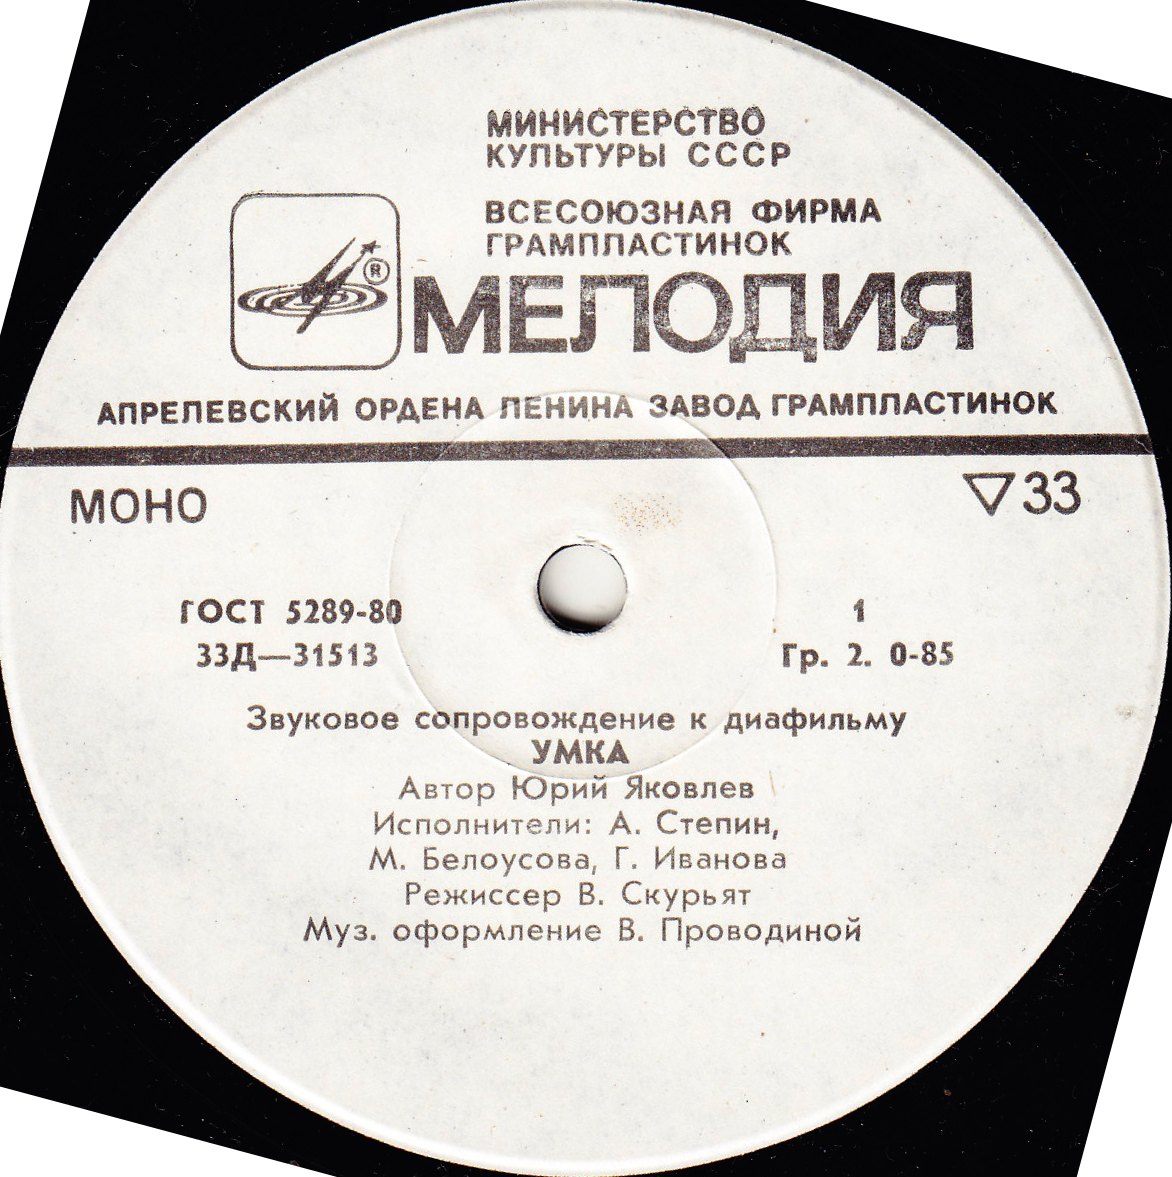 МИНИСТЕРСТВО
КУЛЬТУРЫ СССР
ВСЕСОЮЗНАЯ ФИРМА
ГРАМПЛАСТИНОК
®
МЕЛОДИЯ
АПРЕЛЕВСКИЙ ОРДЕНА ЛЕНИНА ЗАВОД ГРАМПЛАСТИНОК
МОНО
▽33
ГОСТ 5289-80
1
33Д—31513
Гр. 2. 0-85
Звуковое сопровождение к диафильму
УМКА
Автор Юрий Яковлев
Исполнители: А. Степин,
М. Белоусова, Г. Иванова
Режиссер В. Скурьят
Муз. оформление В. Проводиной